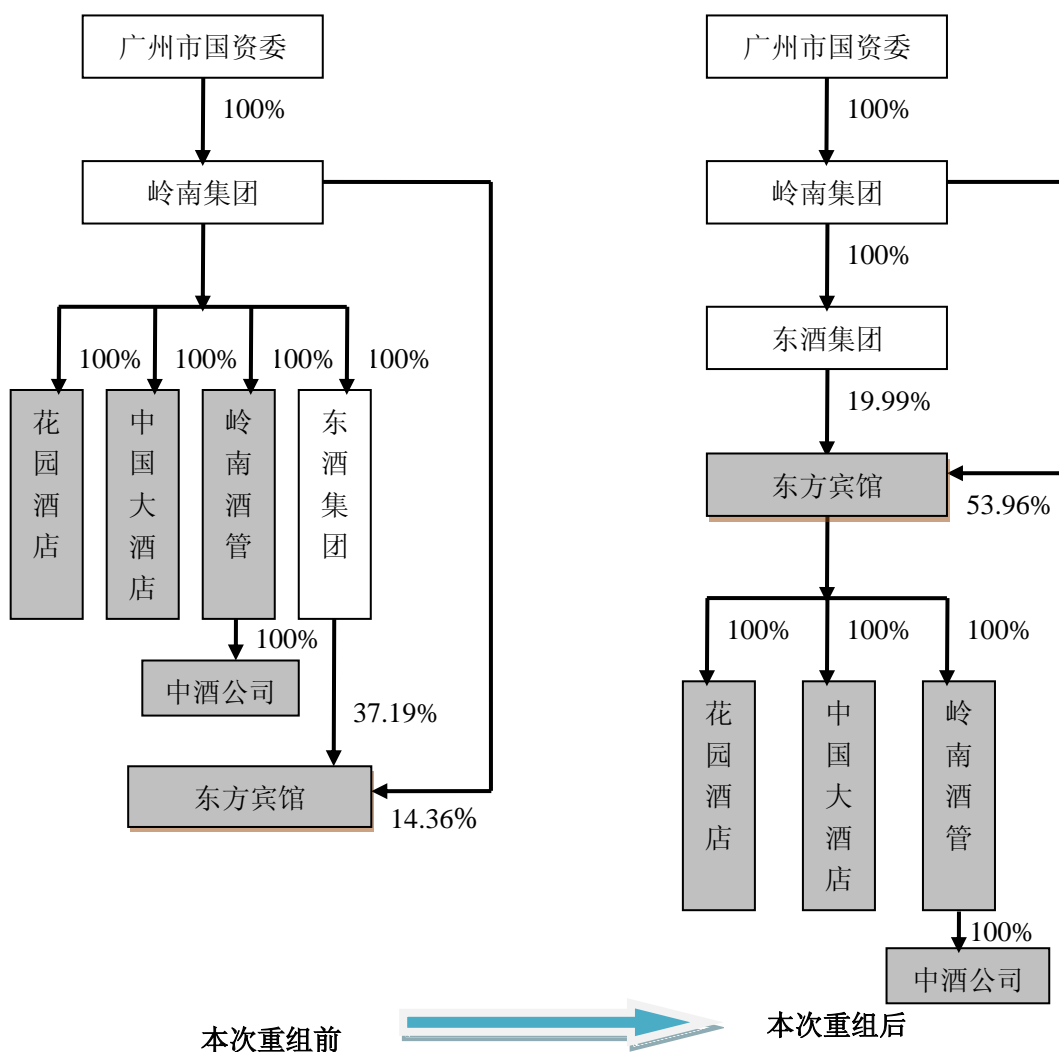 广州市国资委
100%
岭南集团
100%
100%
100%
100%
花园酒店
中国大酒店
岭南酒管
东酒集团
100%
中酒公司
37.19%
东方宾馆
14.36%
本次重组前
广州市国资委
100%
岭南集团
100%
东酒集团
19.99%
东方宾馆
53.96%
100%
100%
100%
花园酒店
中国大酒店
岭南酒管
100%
中酒公司
本次重组后